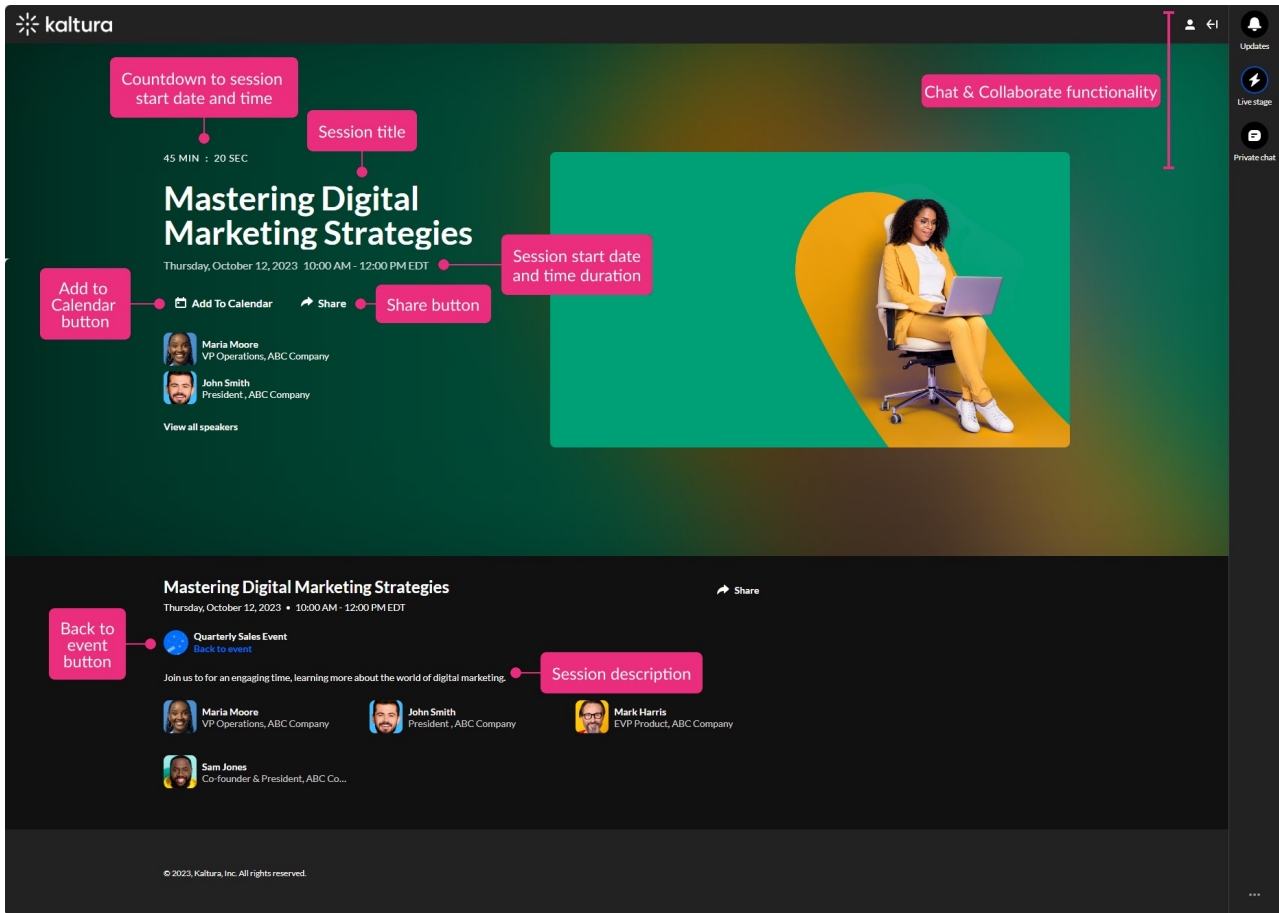 kaltura
Updates
Countdown to session
start date and time
Chat & Collaborate functionality
Live stage
Session title
Private chat
45 MIN : 20 SEC
Mastering Digital
Marketing Strategies
Thursday, October 12, 2023 10:00 AM - 12:00 PM EDT
Session start date
and time duration
Add to
Calendar
button
Add To Calendar
Share
Share button
Maria Moore
VP Operations, ABC Company
John Smith
President , ABC Company
View all speakers
Mastering Digital Marketing Strategies
Share
Thursday, October 12, 2023 • 10:00 AM - 12:00 PM EDT
Back to
event
button
Quarterly Sales Event
Back to event
Join us to for an engaging time, learning more about the world of digital marketing.
Session description
Maria Moore
VP Operations, ABC Company
John Smith
President , ABC Company
Mark Harris
EVP Product, ABC Company
Sam Jones
Co-founder & President, ABC Co...
© 2023, Kaltura, Inc. All rights reserved.